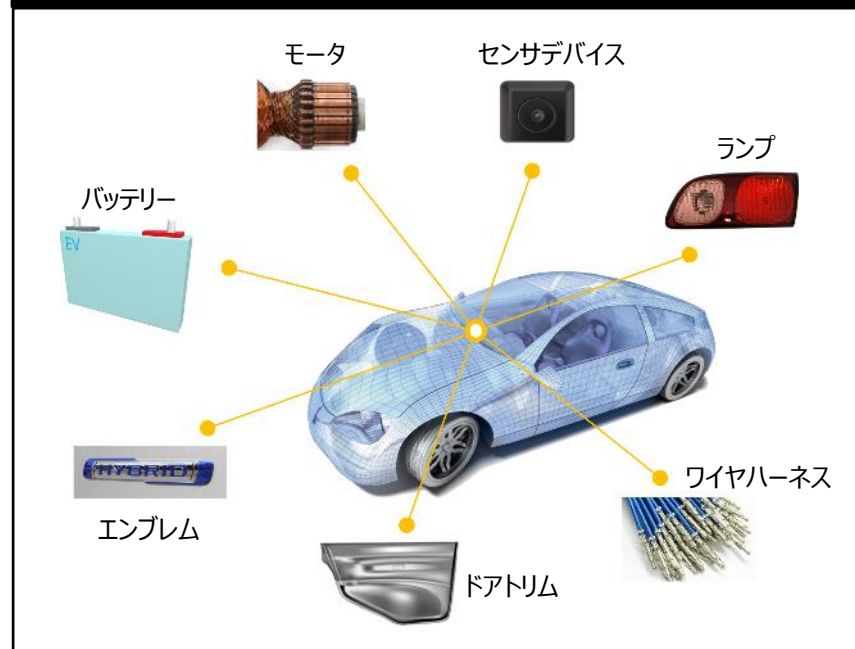 モータ
センサデバイス
ランプ
バッテリー
EV
HYBRID
ワイヤハーネス
エンブレム
ドアトリム